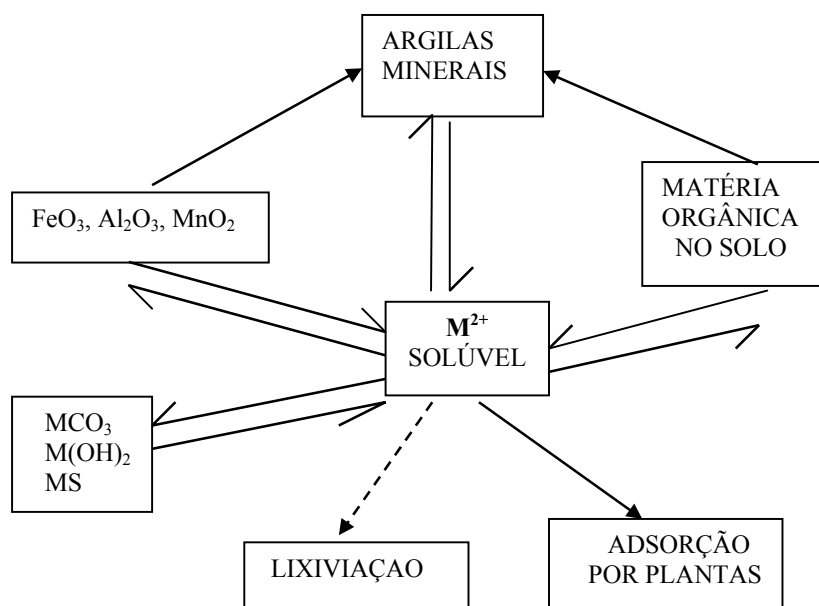 ARGILAS
MINERAIS
FeO₃, Al₂O₃, MnO₂
MATÉRIA
ORGÂNICA
NO SOLO
M²⁺
SOLÚVEL
MCO₃
M(OH)₂
MS
LIXIVIAÇAO
ADSORÇÃO
POR PLANTAS